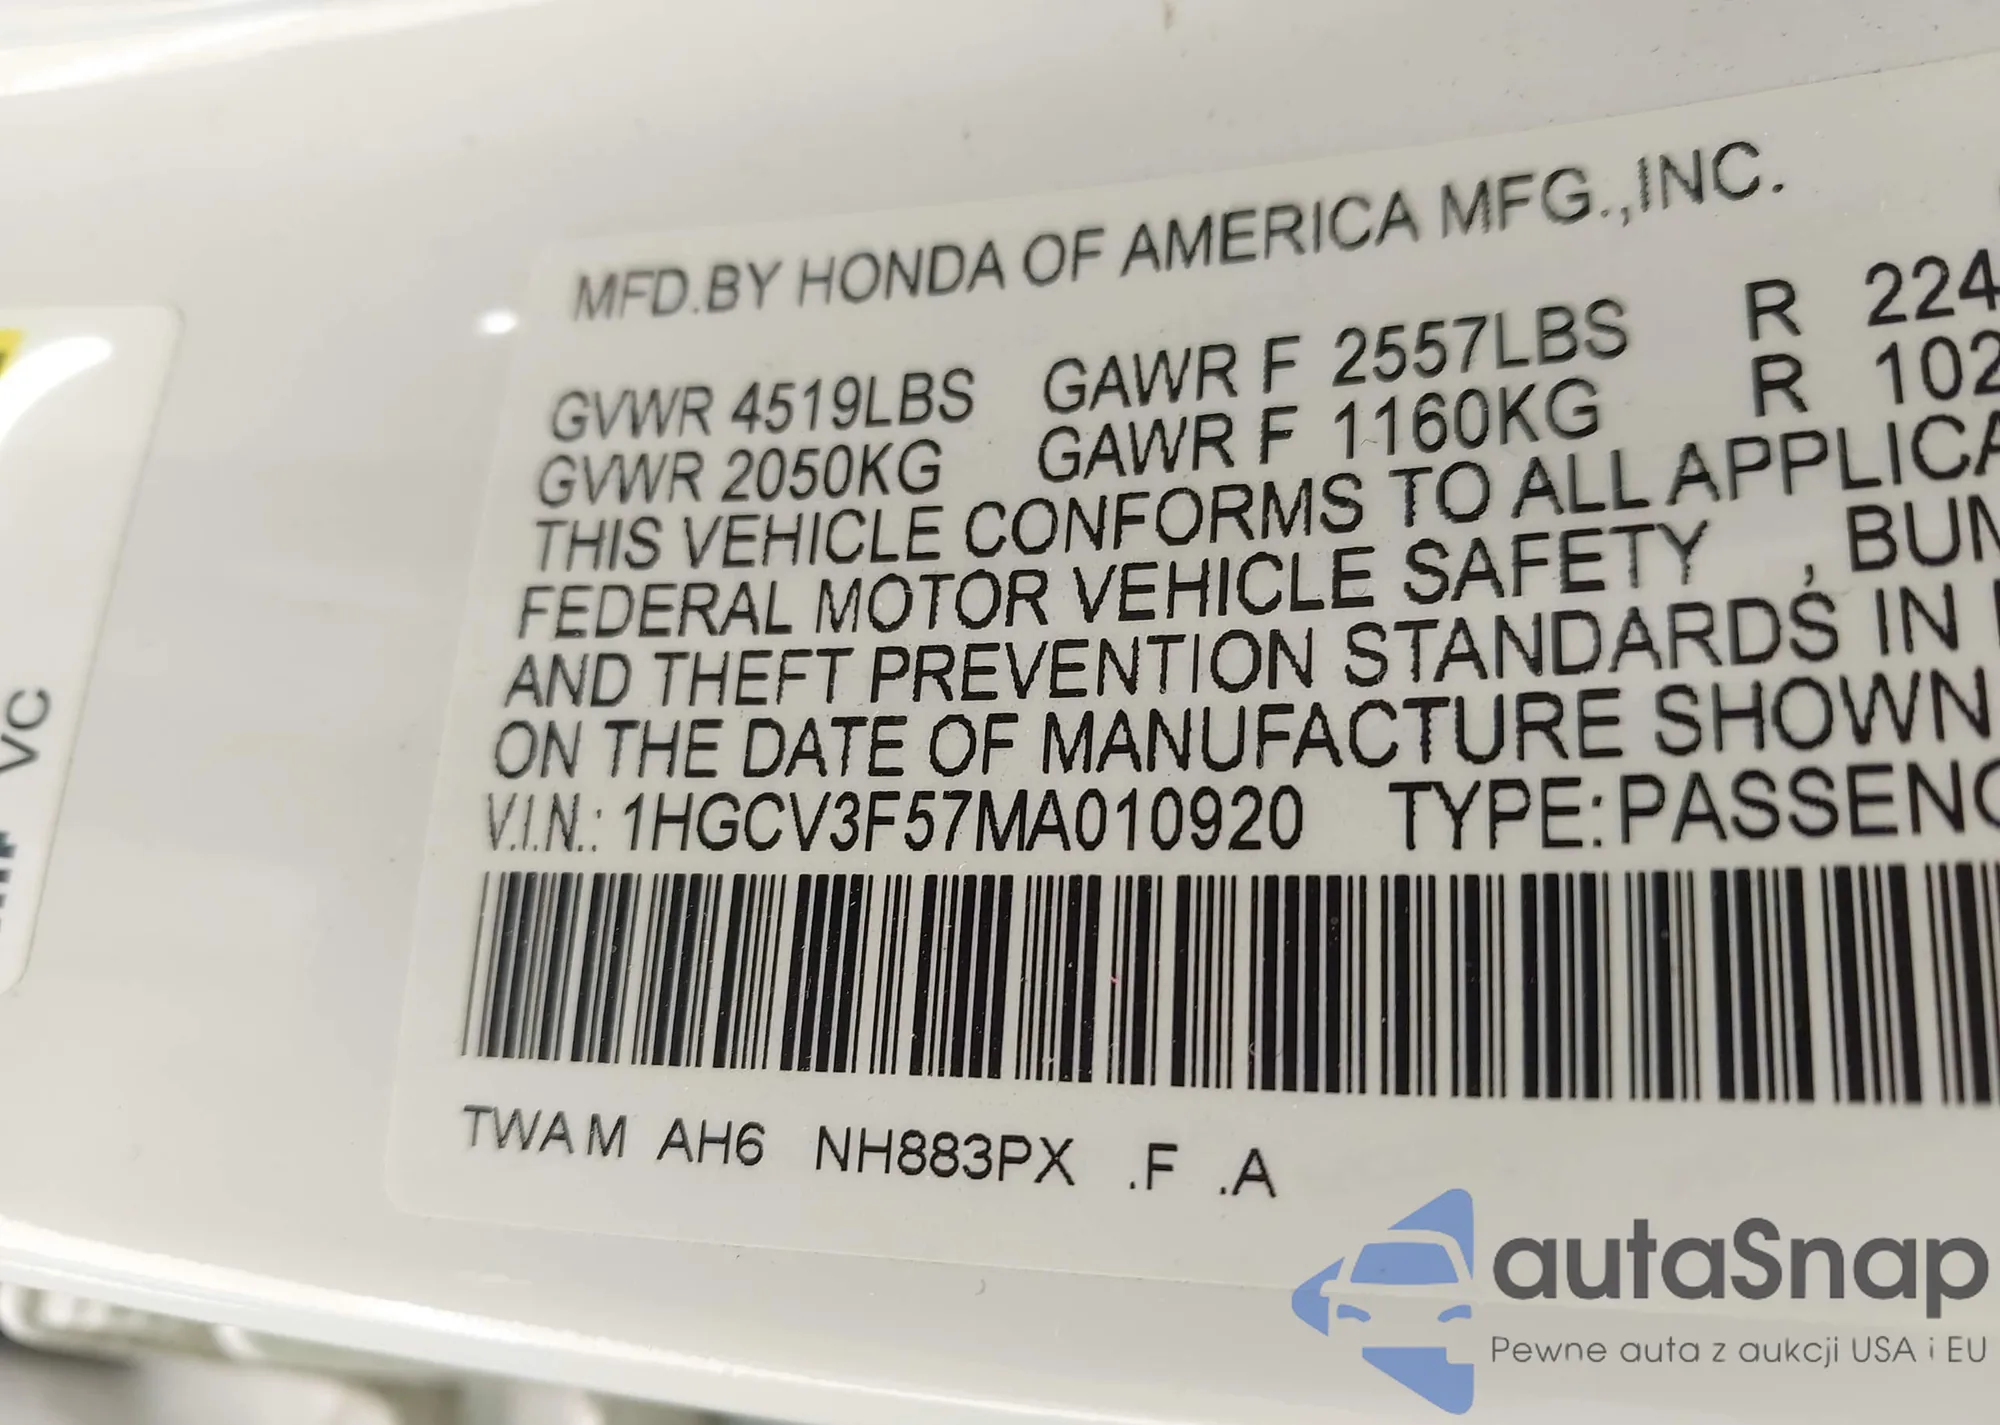 MFD.BY HONDA OF AMERICA MFG.,INC.
GVWR 4519LBS GAWR F 2557LBS R 224
GVWR 2050KG GAWR F 1160KG R 102
THIS VEHICLE CONFORMS TO ALL APPLICA
FEDERAL MOTOR VEHICLE SAFETY , BUM
AND THEFT PREVENTION STANDARDS IN
ON THE DATE OF MANUFACTURE SHOWN
V.I.N.: 1HGCV3F57MA010920 TYPE:PASSENG
TWAM AH6 NH883PX .F .A
VC
autaSnap
Pewne auta z aukcji USA i EU